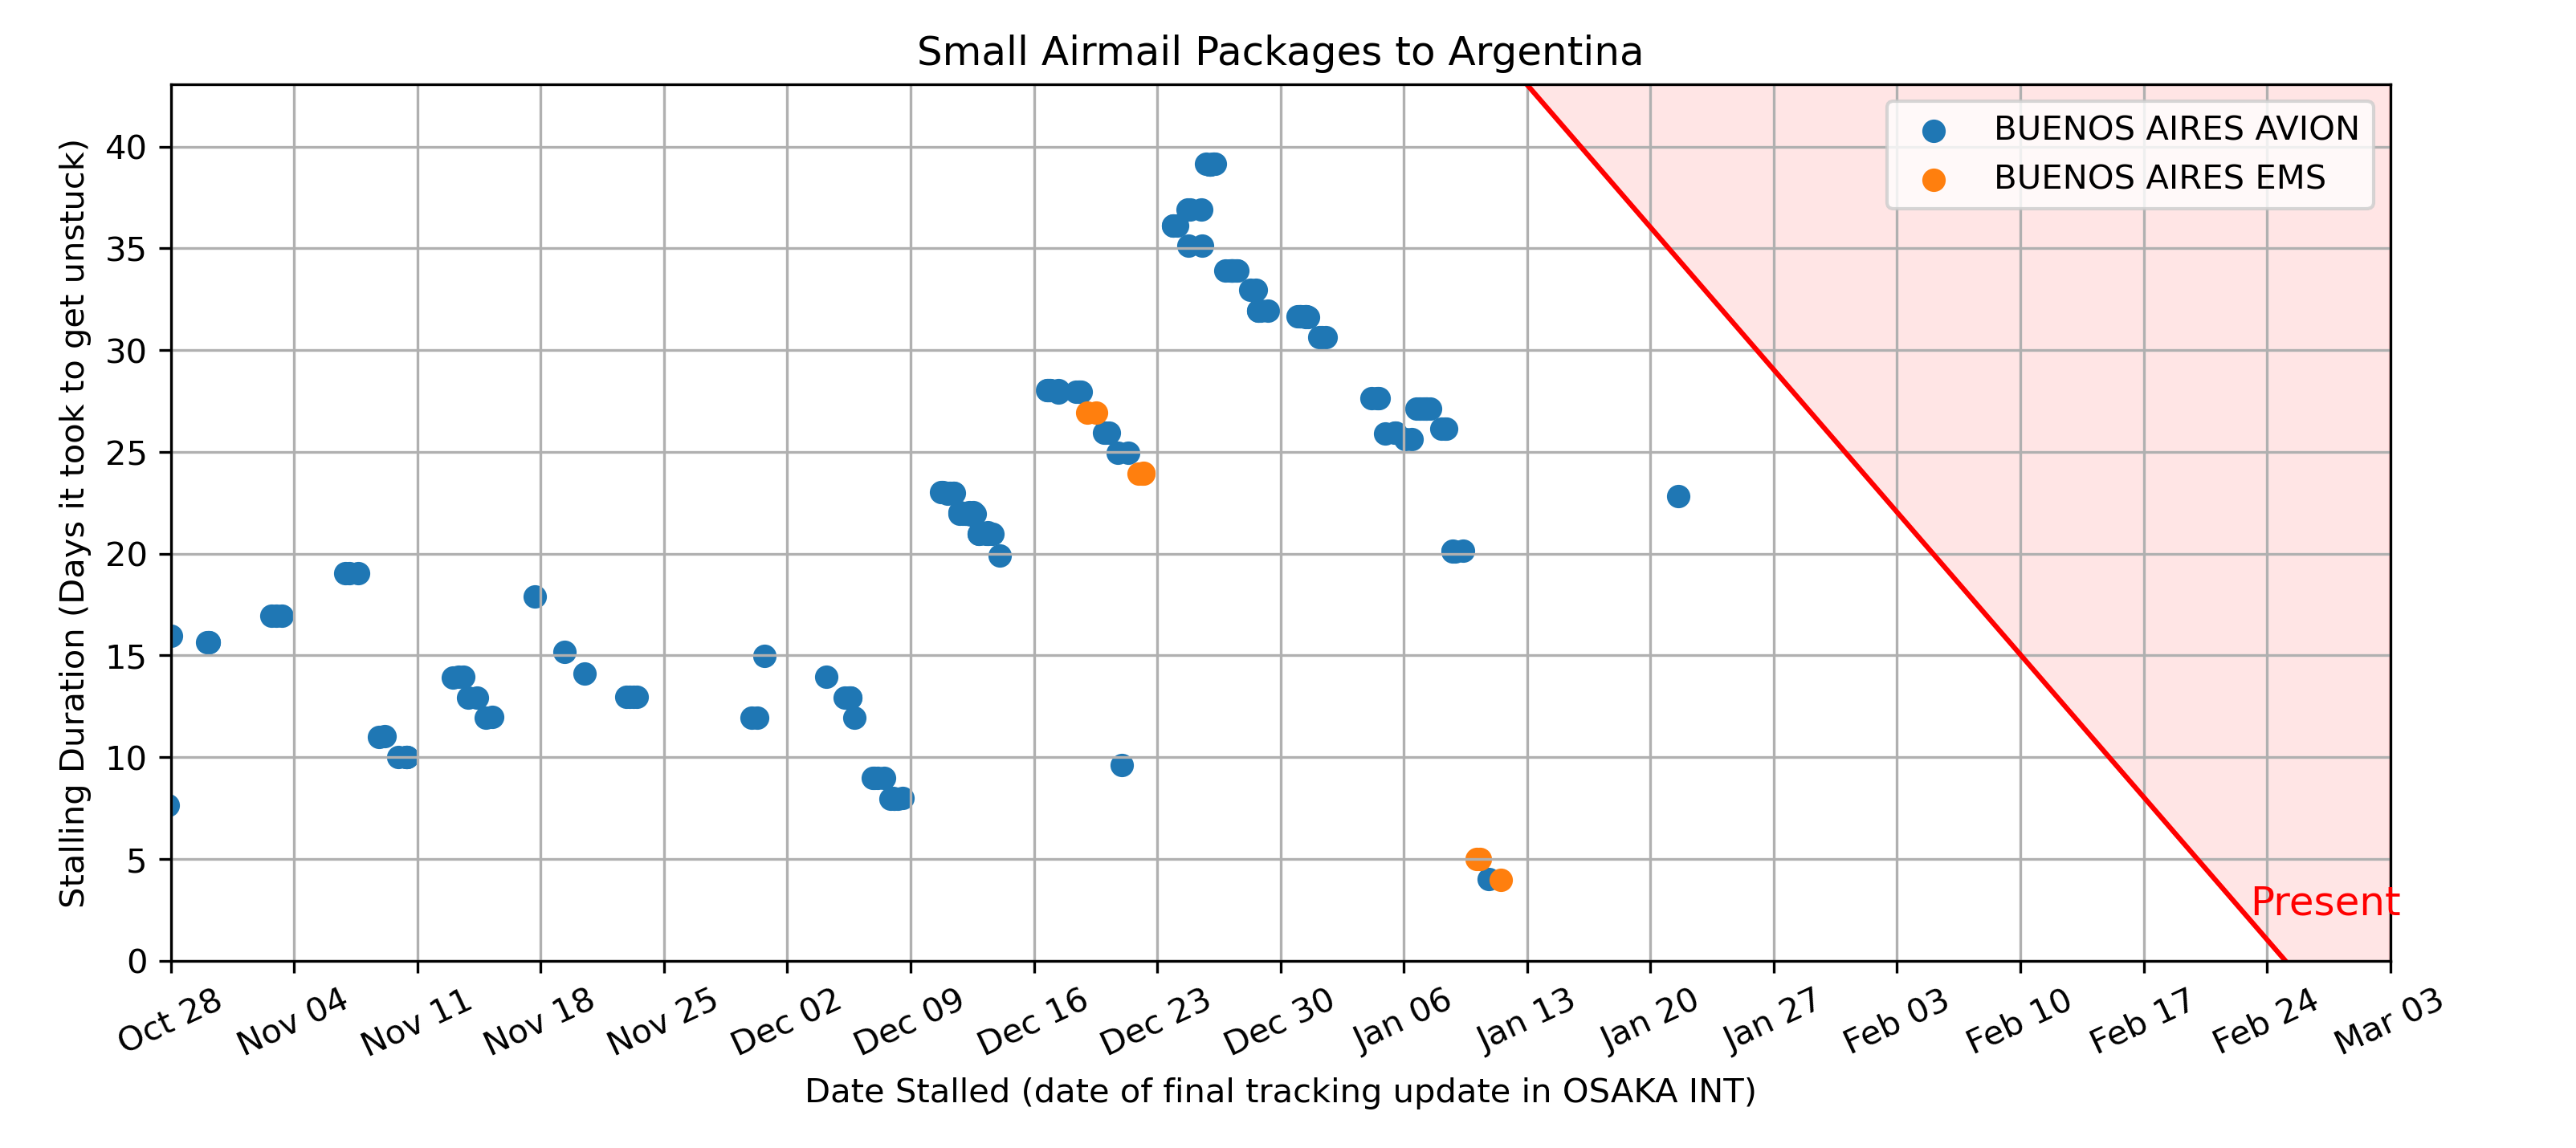 Small Airmail Packages to Argentina
BUENOS AIRES AVION
BUENOS AIRES EMS
Stalling Duration (Days it took to get unstuck)
40
35
30
25
20
15
10
5
0
Present
Oct 28
Nov 04
Nov 11
Nov 18
Nov 25
Dec 02
Dec 09
Dec 16
Dec 23
Dec 30
Jan 06
Jan 13
Jan 20
Jan 27
Feb 03
Feb 10
Feb 17
Feb 24
Mar 03
Date Stalled (date of final tracking update in OSAKA INT)